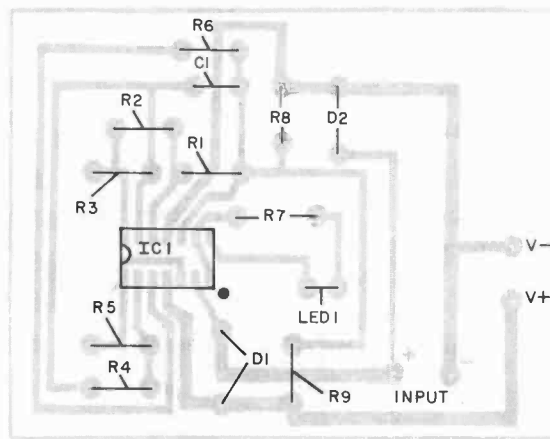 R6
C1
R2
R8
D2
R1
R3
R7
IC1
V-
V+
LED1
R5
D1
R4
R9
INPUT
+
-